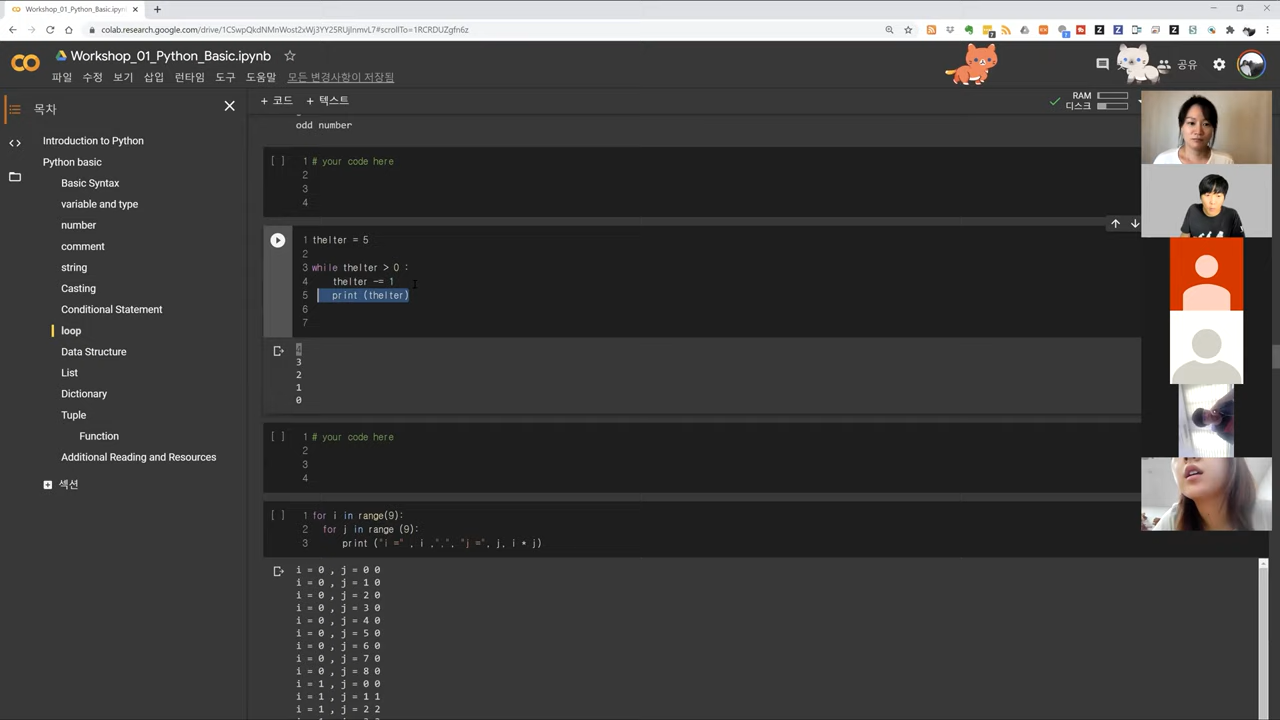 Workshop_01_Python_Basic.ipynb
colab.research.google.com/drive/1CSwpQkdNMnWost2xWj3YY25RUjlnmvL7#scrollTo=1RCRDUZgfn6z
Workshop_01_Python_Basic.ipynb
파일 수정 보기 삽입 런타임 도구 도움말 모든 변경사항이 저장됨
공유
목차
+ 코드 + 텍스트
RAM
디스크
Introduction to Python
Python basic
Basic Syntax
variable and type
number
comment
string
Casting
Conditional Statement
loop
Data Structure
List
Dictionary
Tuple
Function
Additional Reading and Resources
섹션
odd number
[ ] 1 # your code here
2
3
4
1 theIter = 5
2
3 while theIter > 0 :
4 theIter -= 1
5 print (theIter)
6
7
4
3
2
1
0
[ ] 1 # your code here
2
3
4
[ ] 1 for i in range(9):
2 for j in range (9):
3 print ("i =" , i ,",", "j =", j, i * j)
i = 0 , j = 0 0
i = 0 , j = 1 0
i = 0 , j = 2 0
i = 0 , j = 3 0
i = 0 , j = 4 0
i = 0 , j = 5 0
i = 0 , j = 6 0
i = 0 , j = 7 0
i = 0 , j = 8 0
i = 1 , j = 0 0
i = 1 , j = 1 1
i = 1 , j = 2 2